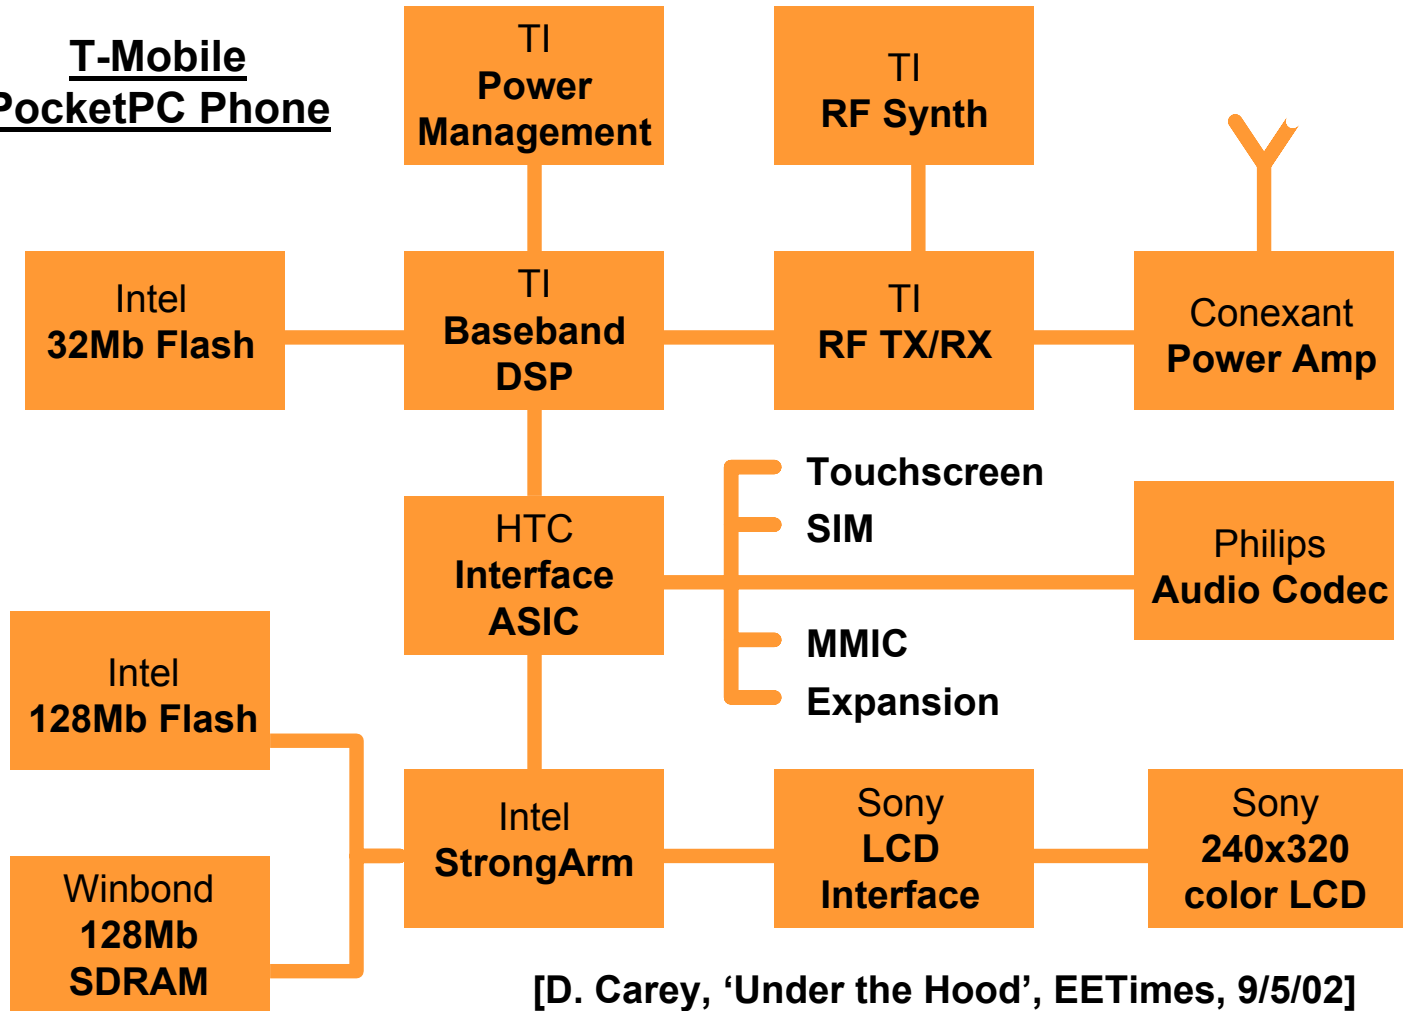 T-Mobile
PocketPC Phone
TI
Power
Management
TI
RF Synth
Intel
32Mb Flash
TI
Baseband
DSP
TI
RF TX/RX
Conexant
Power Amp
Touchscreen
SIM
HTC
Interface
ASIC
Philips
Audio Codec
MMIC
Expansion
Intel
128Mb Flash
Intel
StrongArm
Sony
LCD
Interface
Sony
240x320
color LCD
Winbond
128Mb
SDRAM
[D. Carey, ‘Under the Hood’, EETimes, 9/5/02]